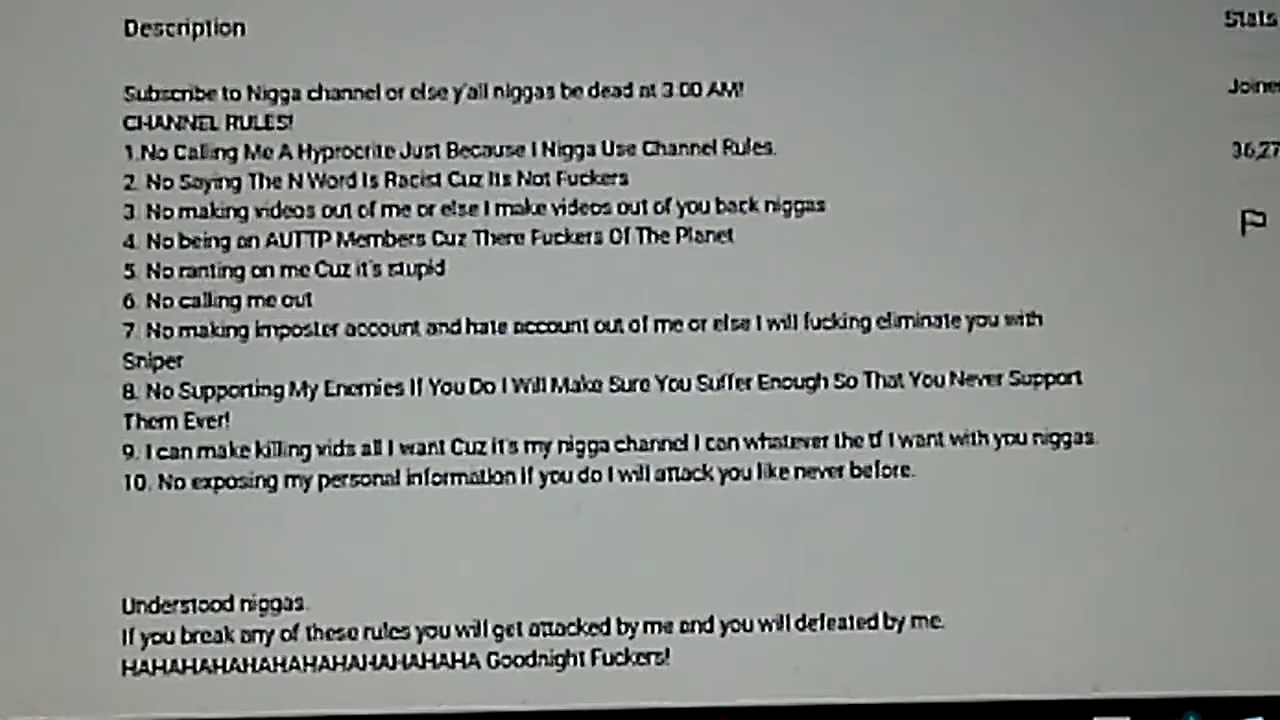 Description
Stats
Subscribe to Nigga channel or else y'all niggas be dead at 3:00 AM!
Joine
CHANNEL RULES!
1.No Calling Me A Hyprocrite Just Because I Nigga Use Channel Rules.
36,27
2. No Saying The N Word Is Racist Cuz Its Not Fuckers
3. No making videos out of me or else I make videos out of you back niggas
4. No being an AUTTP Members Cuz There Fuckers Of The Planet
5. No ranting on me Cuz it's stupid
6. No calling me out
7. No making imposter account and hate account out of me or else I will fucking eliminate you with
Sniper
8. No Supporting My Enemies If You Do I Will Make Sure You Suffer Enough So That You Never Support
Them Ever!
9. I can make killing vids all I want Cuz it's my nigga channel I can whatever the tf I want with you niggas.
10. No exposing my personal information if you do I will attack you like never before.
Understood niggas.
If you break any of these rules you will get attacked by me and you will defeated by me.
HAHAHAHAHAHAHAHAHAHAHAHA Goodnight Fuckers!